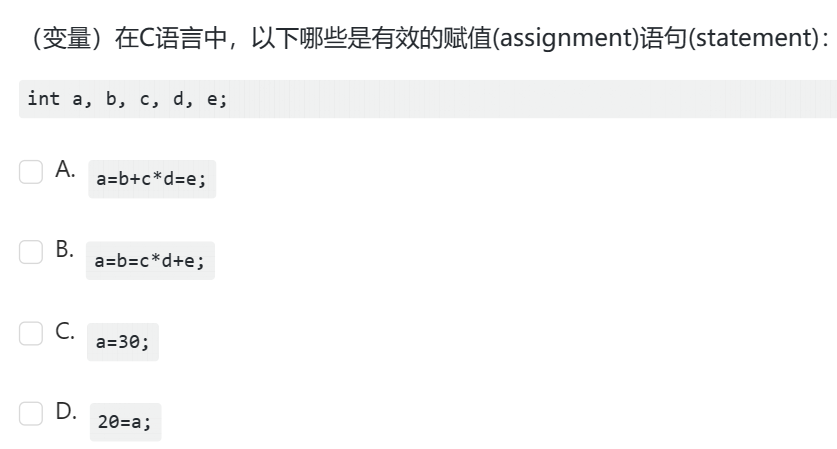 （变量）在C语言中，以下哪些是有效的赋值(assignment)语句(statement)：
int a, b, c, d, e;
A. a=b+c*d=e;
B. a=b=c*d+e;
C. a=30;
D. 20=a;